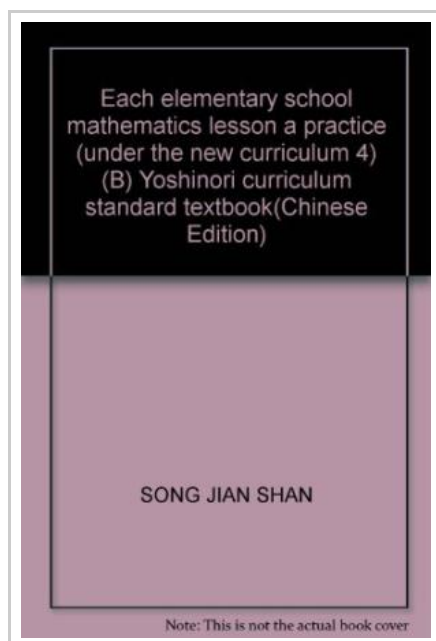 Each elementary school
mathematics lesson a practice
(under the new curriculum 4)
(B) Yoshinori curriculum
standard textbook(Chinese
Edition)
SONG JIAN SHAN
Note: This is not the actual book cover